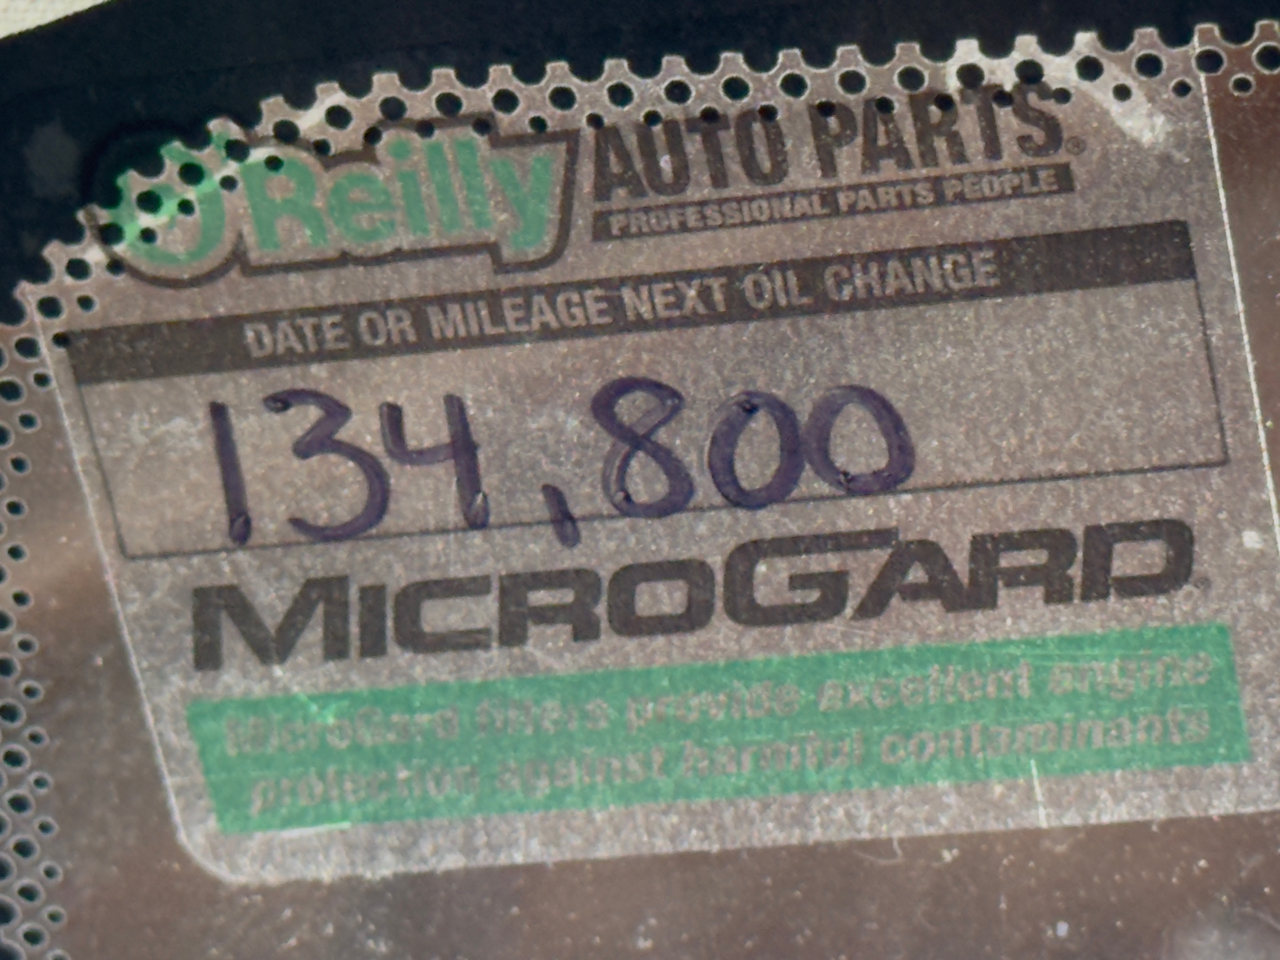 O'Reilly AUTO PARTS®
PROFESSIONAL PARTS PEOPLE
DATE OR MILEAGE NEXT OIL CHANGE
134,800
MICROGARD®
MicroGard filters provide excellent engine
protection against harmful contaminants